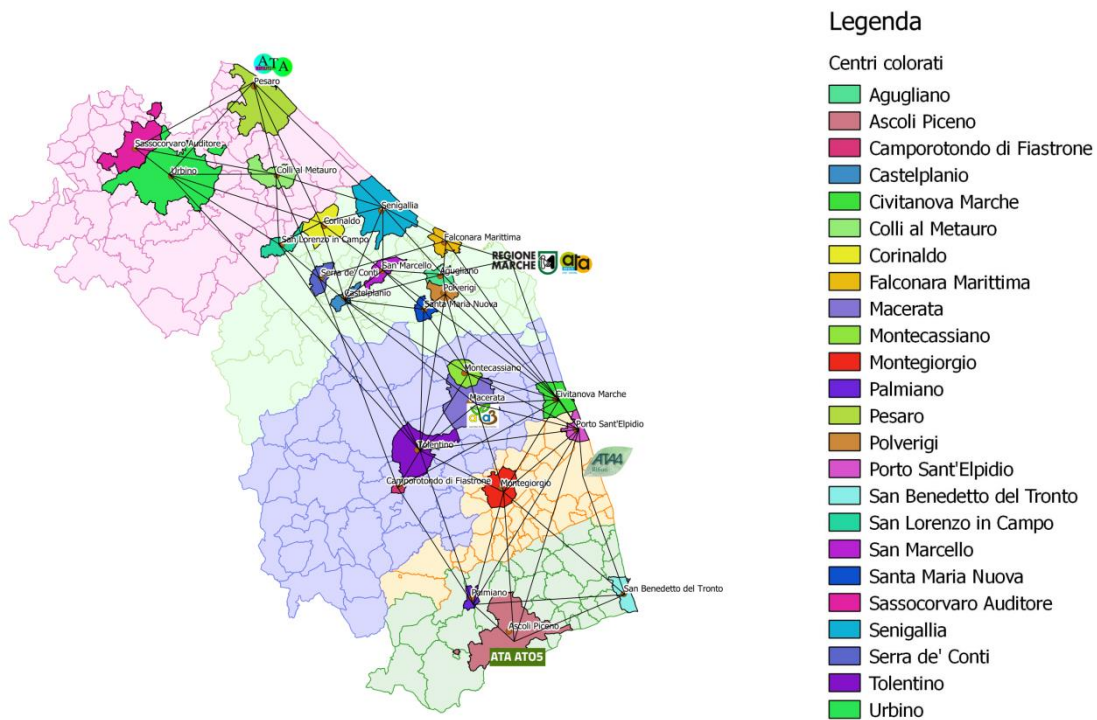 Legenda
Centri colorati
Agugliano
Ascoli Piceno
Camporotondo di Fiastrone
Castelplanio
Civitanova Marche
Colli al Metauro
Corinaldo
Falconara Marittima
Macerata
Montecassiano
Montegiorgio
Palmiano
Pesaro
Polverigi
Porto Sant'Elpidio
San Benedetto del Tronto
San Lorenzo in Campo
San Marcello
Santa Maria Nuova
Sassocorvaro Auditore
Senigallia
Serra de' Conti
Tolentino
Urbino
ATA
Pesaro
Sassocorvaro Auditore
Urbino
Colli al Metauro
Senigallia
Corinaldo
San Lorenzo in Campo
Falconara Marittima
REGIONE
MARCHE
ata
San Marcello
Serra de' Conti
Agugliano
Polverigi
Castelplanio
Santa Maria Nuova
Montecassiano
Civitanova Marche
Macerata
Porto Sant'Elpidio
Tolentino
ATA4
Camporotondo di Fiastrone
Montegiorgio
San Benedetto del Tronto
Palmiano
Ascoli Piceno
ATA ATO5